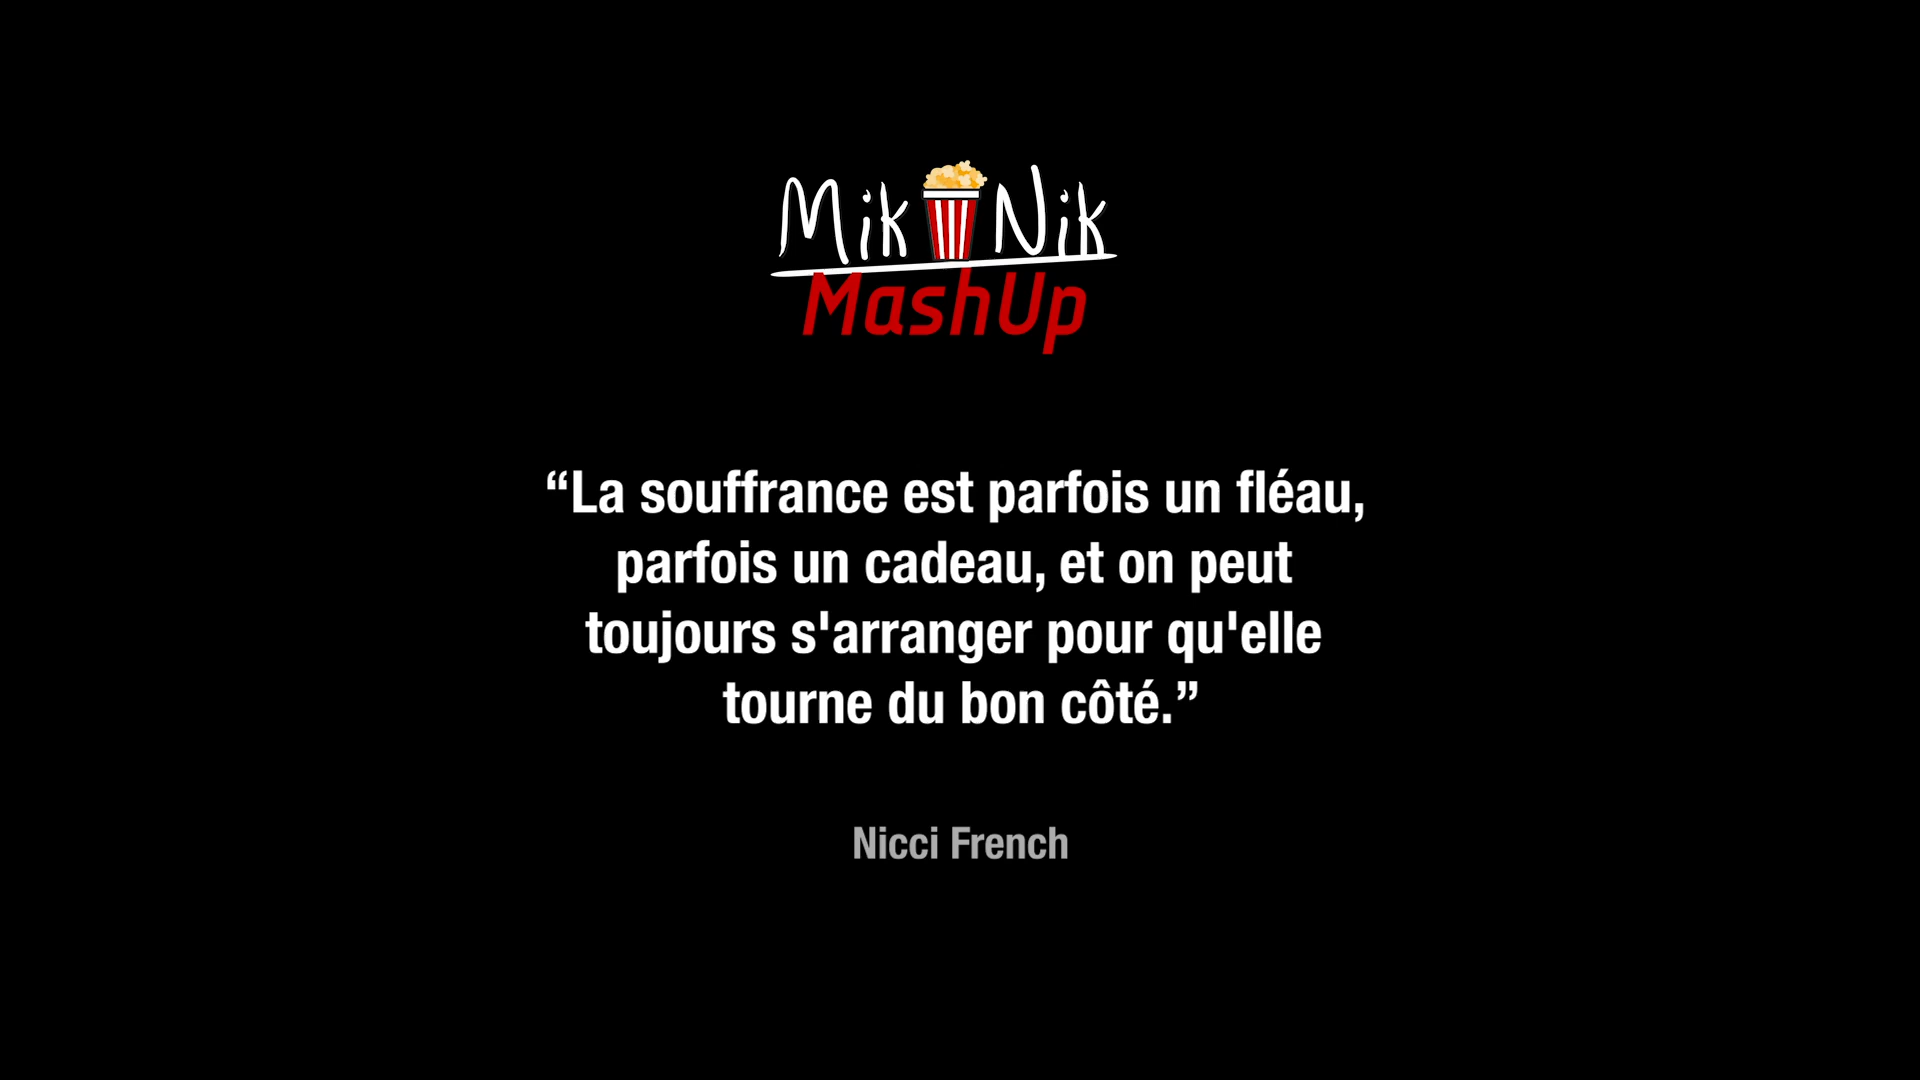 Mik Nik
MashUp
“La souffrance est parfois un fléau,
parfois un cadeau, et on peut
toujours s'arranger pour qu'elle
tourne du bon côté.”
Nicci French